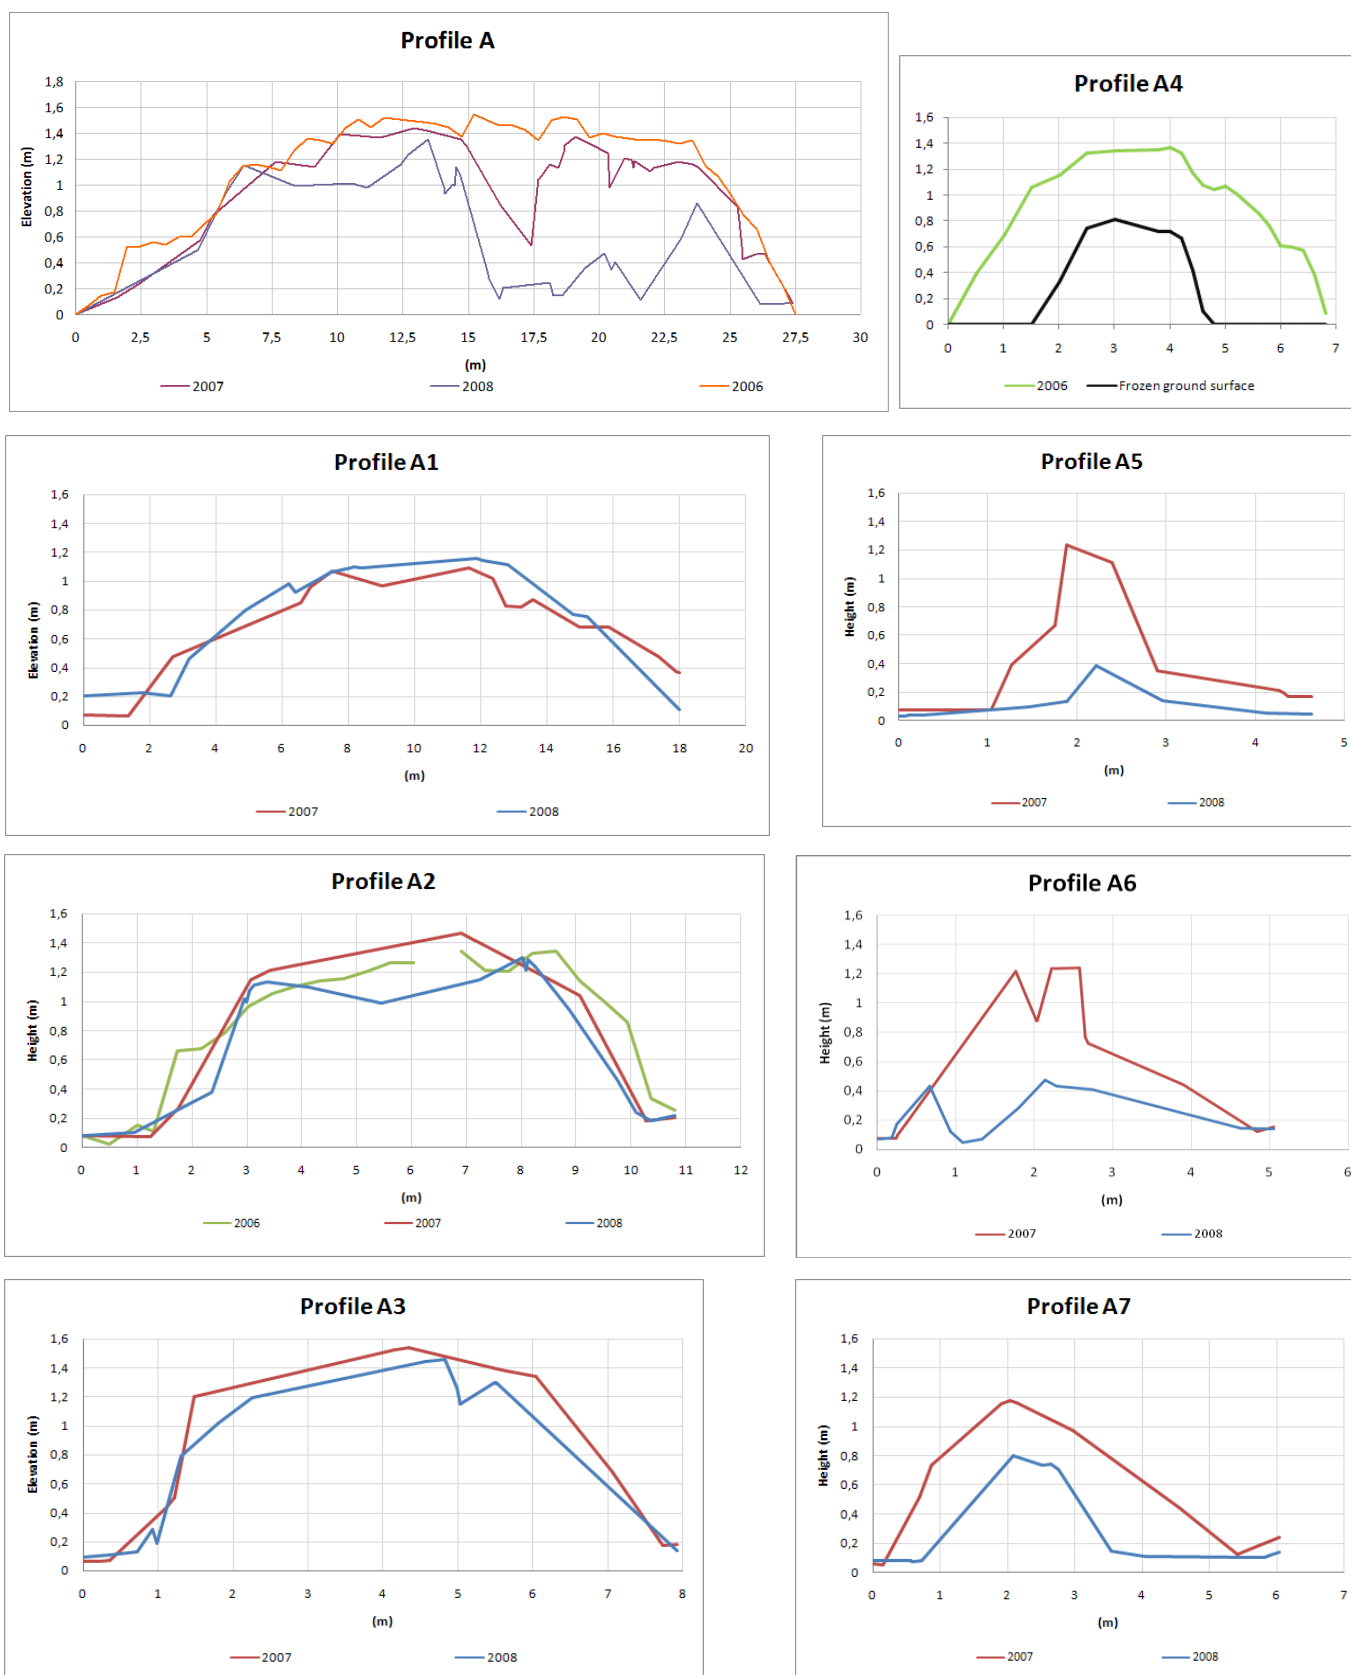 Profile A
Elevation (m)
1,8
1,6
1,4
1,2
1
0,8
0,6
0,4
0,2
0
0 2,5 5 7,5 10 12,5 15 17,5 20 22,5 25 27,5 30
(m)
2007 2008 2006
Profile A4
1,6
1,4
1,2
1
0,8
0,6
0,4
0,2
0
0 1 2 3 4 5 6 7
2006 Frozen ground surface
Profile A1
Elevation (m)
1,6
1,4
1,2
1
0,8
0,6
0,4
0,2
0
0 2 4 6 8 10 12 14 16 18 20
(m)
2007 2008
Profile A5
Height (m)
1,6
1,4
1,2
1
0,8
0,6
0,4
0,2
0
0 1 2 3 4 5
(m)
2007 2008
Profile A2
Height (m)
1,6
1,4
1,2
1
0,8
0,6
0,4
0,2
0
0 1 2 3 4 5 6 7 8 9 10 11 12
(m)
2006 2007 2008
Profile A6
Height (m)
1,6
1,4
1,2
1
0,8
0,6
0,4
0,2
0
0 1 2 3 4 5 6
(m)
2007 2008
Profile A3
Elevation (m)
1,6
1,4
1,2
1
0,8
0,6
0,4
0,2
0
0 1 2 3 4 5 6 7 8
(m)
2007 2008
Profile A7
Height (m)
1,6
1,4
1,2
1
0,8
0,6
0,4
0,2
0
0 1 2 3 4 5 6 7
(m)
2007 2008